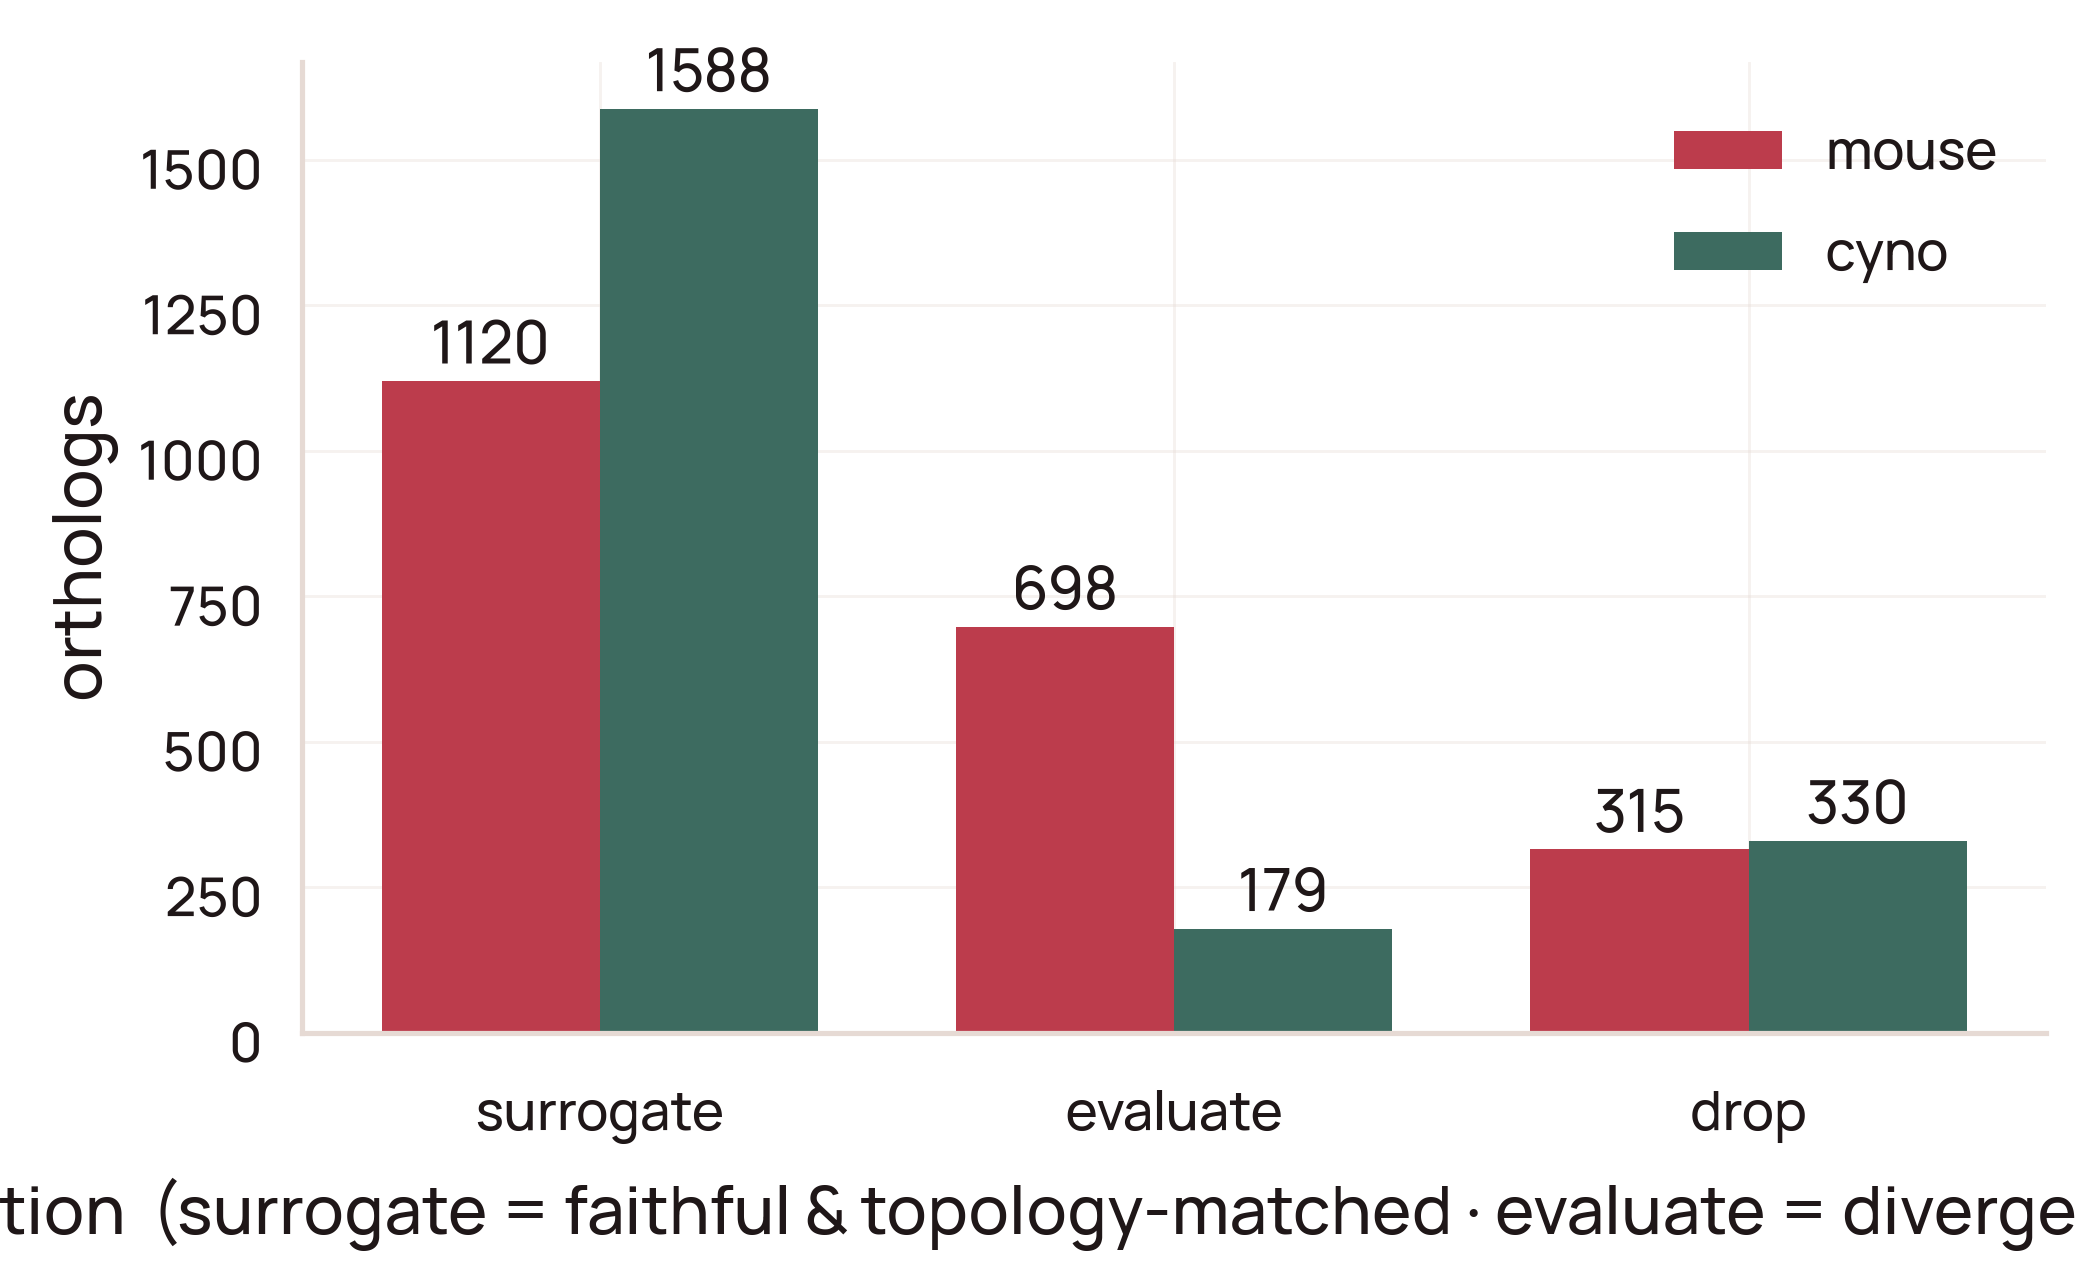 1588
1500
mouse
cyno
1250
1120
orthologs
1000
750
698
500
315
330
250
179
0
surrogate
evaluate
drop
tion (surrogate = faithful & topology-matched · evaluate = diverge